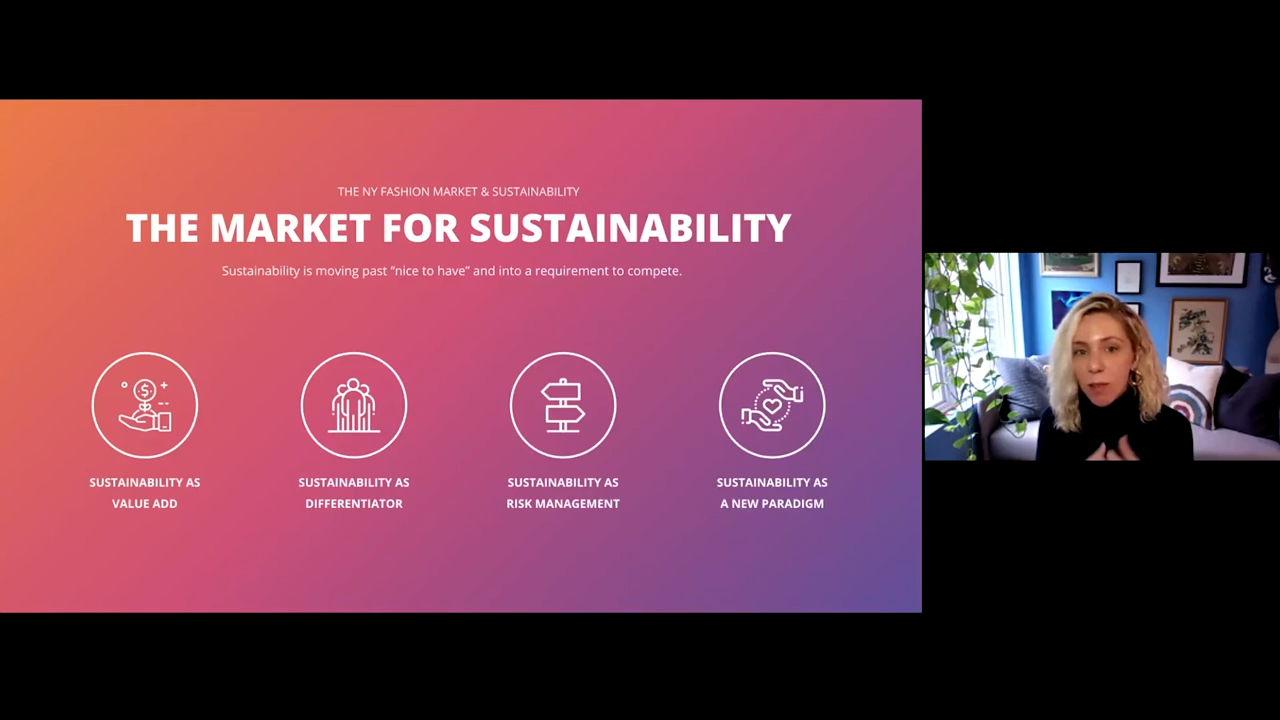 THE NY FASHION MARKET & SUSTAINABILITY
THE MARKET FOR SUSTAINABILITY
Sustainability is moving past “nice to have” and into a requirement to compete.
SUSTAINABILITY AS
VALUE ADD
SUSTAINABILITY AS
DIFFERENTIATOR
SUSTAINABILITY AS
RISK MANAGEMENT
SUSTAINABILITY AS
A NEW PARADIGM